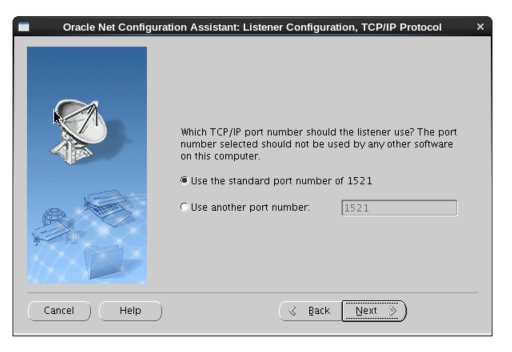 Oracle Net Configuration Assistant: Listener Configuration, TCP/IP Protocol
Which TCP/IP port number should the listener use? The port
number selected should not be used by any other software
on this computer.
Use the standard port number of 1521
Use another port number: 1521
Cancel Help Back Next